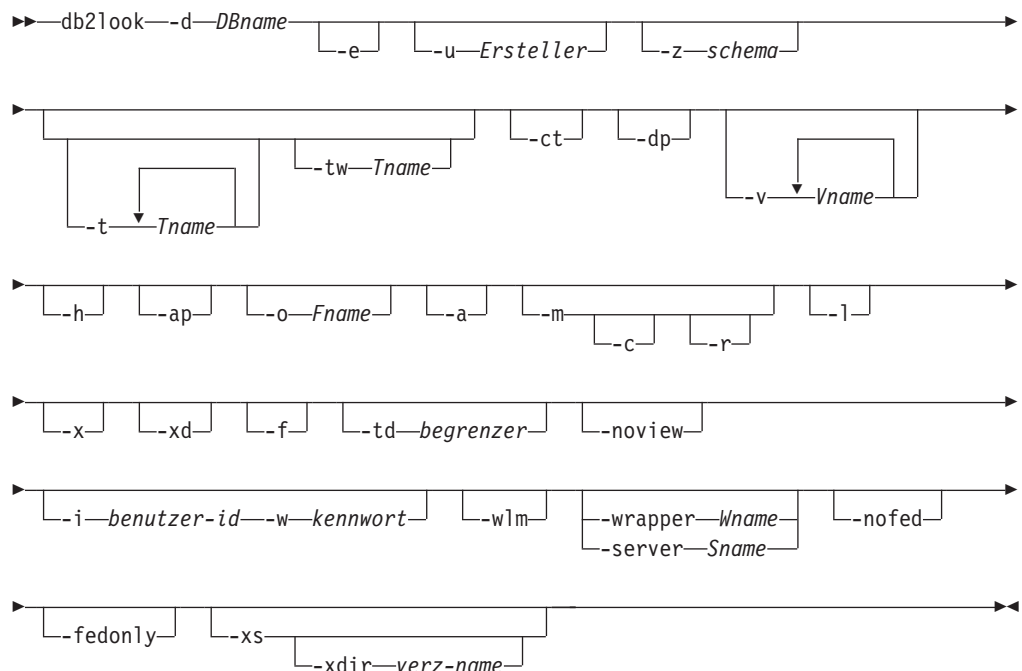 db2look -d DBname -e -u Ersteller -z schema
-ct -dp
-tw Tname
-v Vname
-t Tname
-h -ap -o Fname -a -m -l
-c -r
-x -xd -f -td begrenzer -noview
-i benutzer-id -w kennwort -wlm -wrapper Wname -nofed
-server Sname
-fedonly -xs
-xdir verz-name